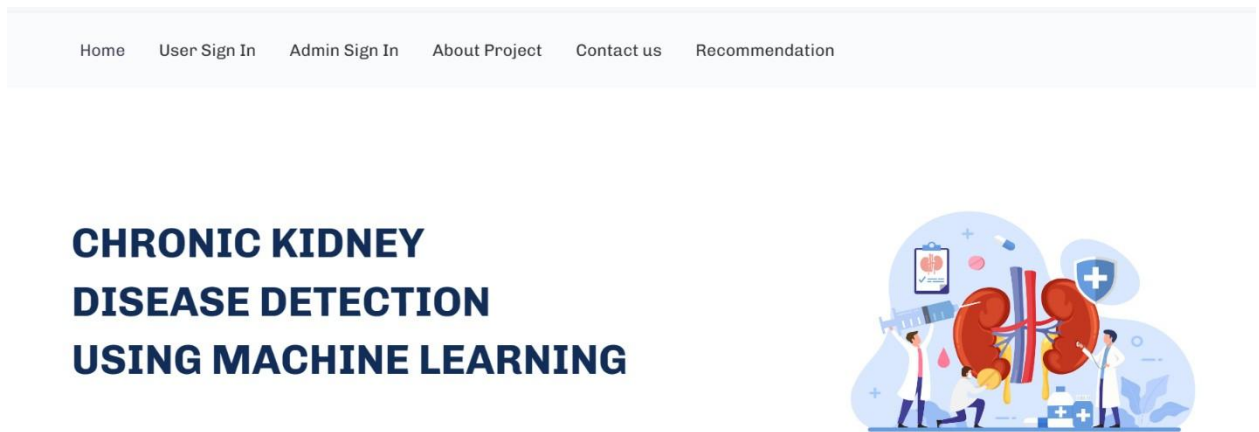 Home User Sign In Admin Sign In About Project Contact us Recommendation
CHRONIC KIDNEY
DISEASE DETECTION
USING MACHINE LEARNING